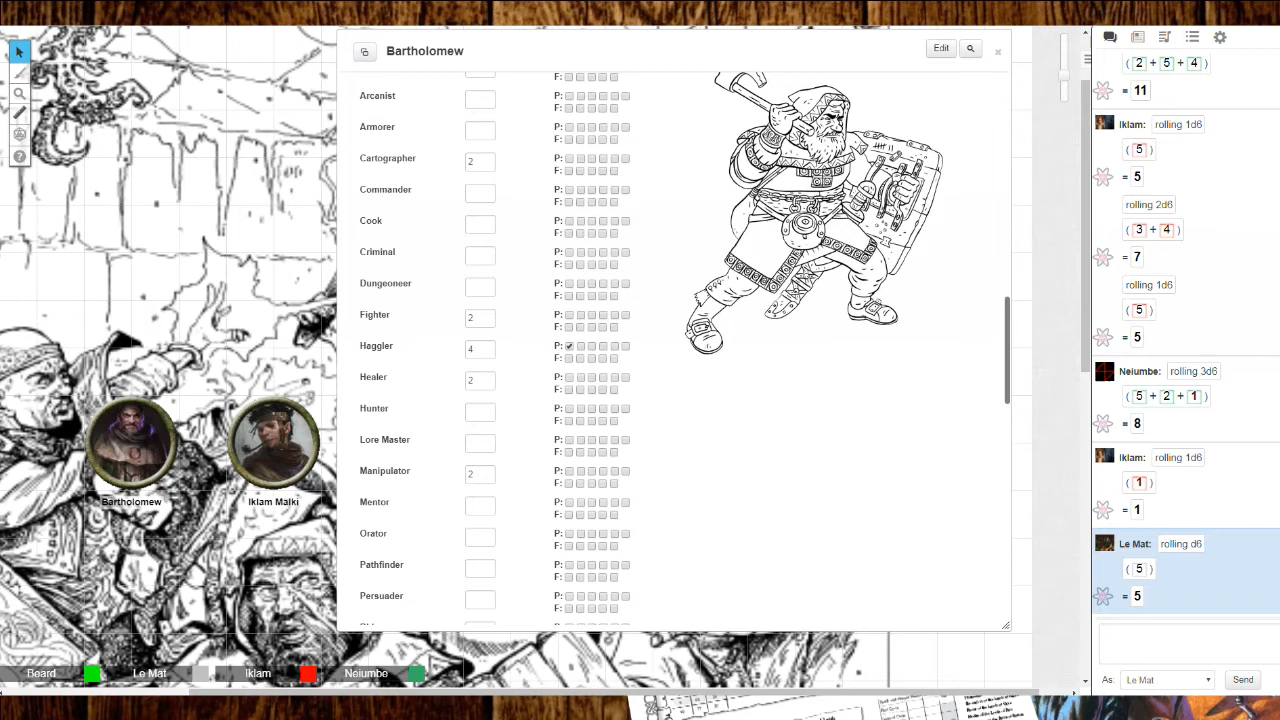 Bartholomew
Edit
F:
Arcanist P:
F:
Armorer P:
F:
Cartographer 2 P:
F:
Commander P:
F:
Cook P:
F:
Criminal P:
F:
Dungeoneer P:
F:
Fighter 2 P:
F:
Haggler 4 P:
F:
Healer 2 P:
F:
Hunter P:
F:
Lore Master P:
F:
Manipulator 2 P:
F:
Mentor P:
F:
Orator P:
F:
Pathfinder P:
F:
Persuader P:
F:
Bartholomew
Iklam Malki
Beard
Le Mat
Iklam
Neiumbe
( 2 + 5 + 4 )
= 11
Iklam: rolling 1d6
( 5 )
= 5
rolling 2d6
( 3 + 4 )
= 7
rolling 1d6
( 5 )
= 5
Neiumbe: rolling 3d6
( 5 + 2 + 1 )
= 8
Iklam: rolling 1d6
( 1 )
= 1
Le Mat: rolling d6
( 5 )
= 5
As: Le Mat
Send